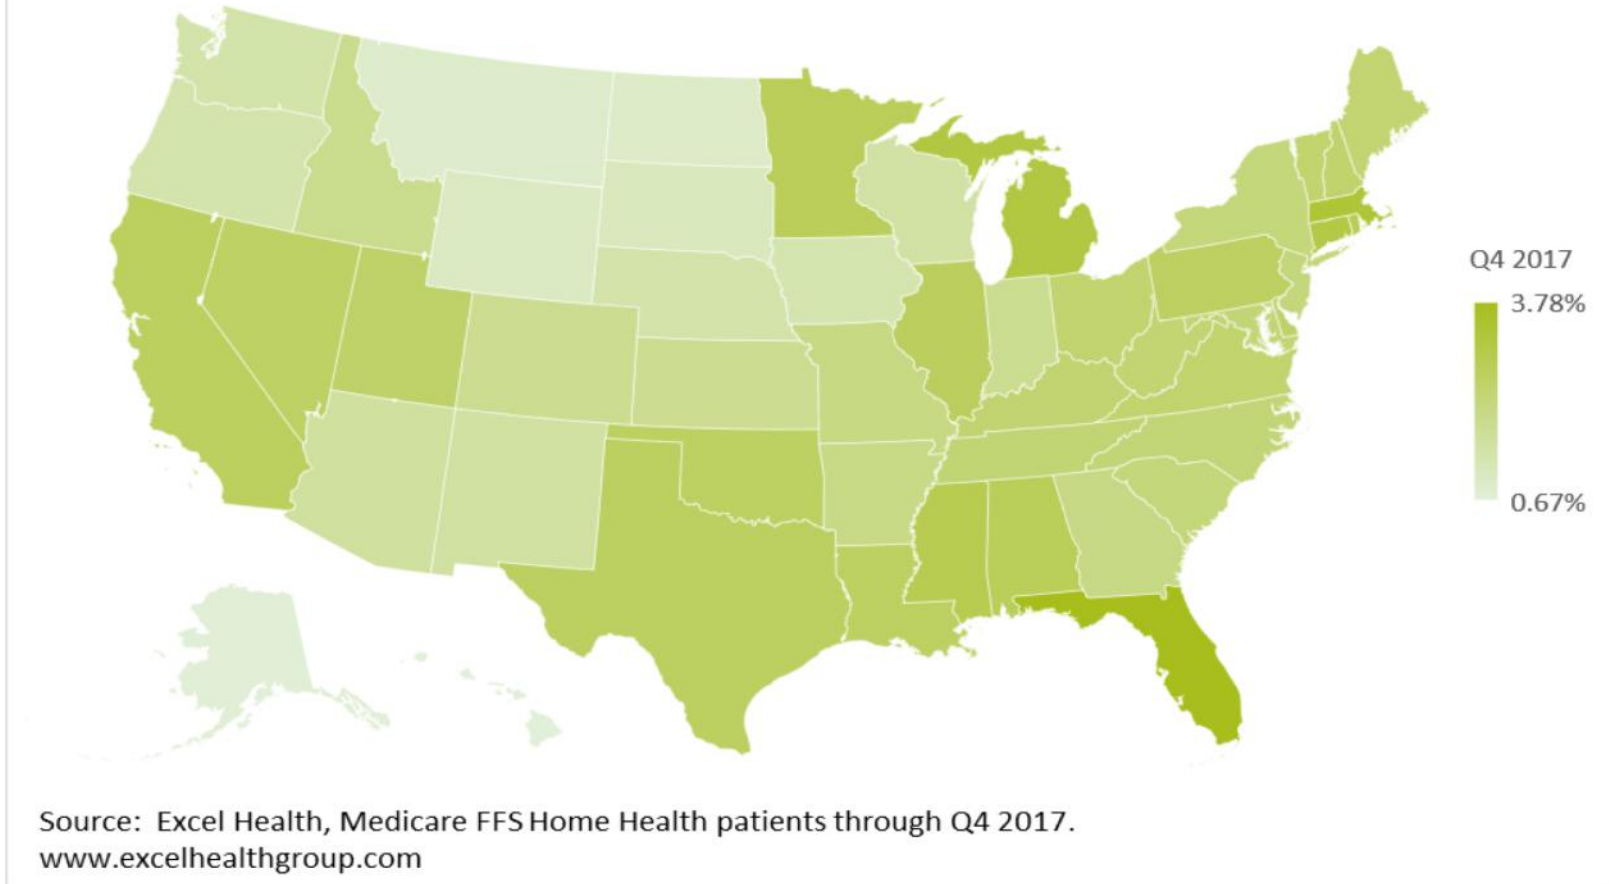 Q4 2017
3.78%
0.67%
Source:  Excel Health, Medicare FFS Home Health patients through Q4 2017.
www.excelhealthgroup.com